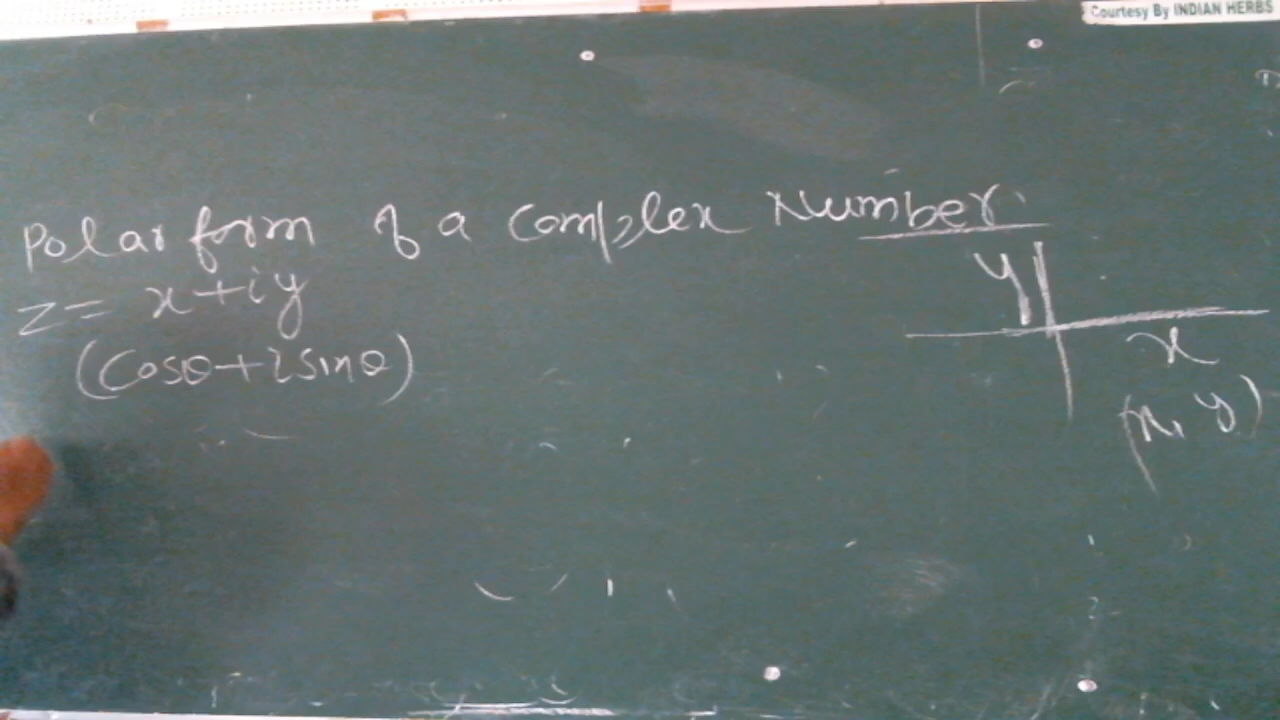 Courtesy By INDIAN HERBS
Polar form of a Complex Number
z = x+iy
(Cosθ+isinθ)
y
x
(x, y)